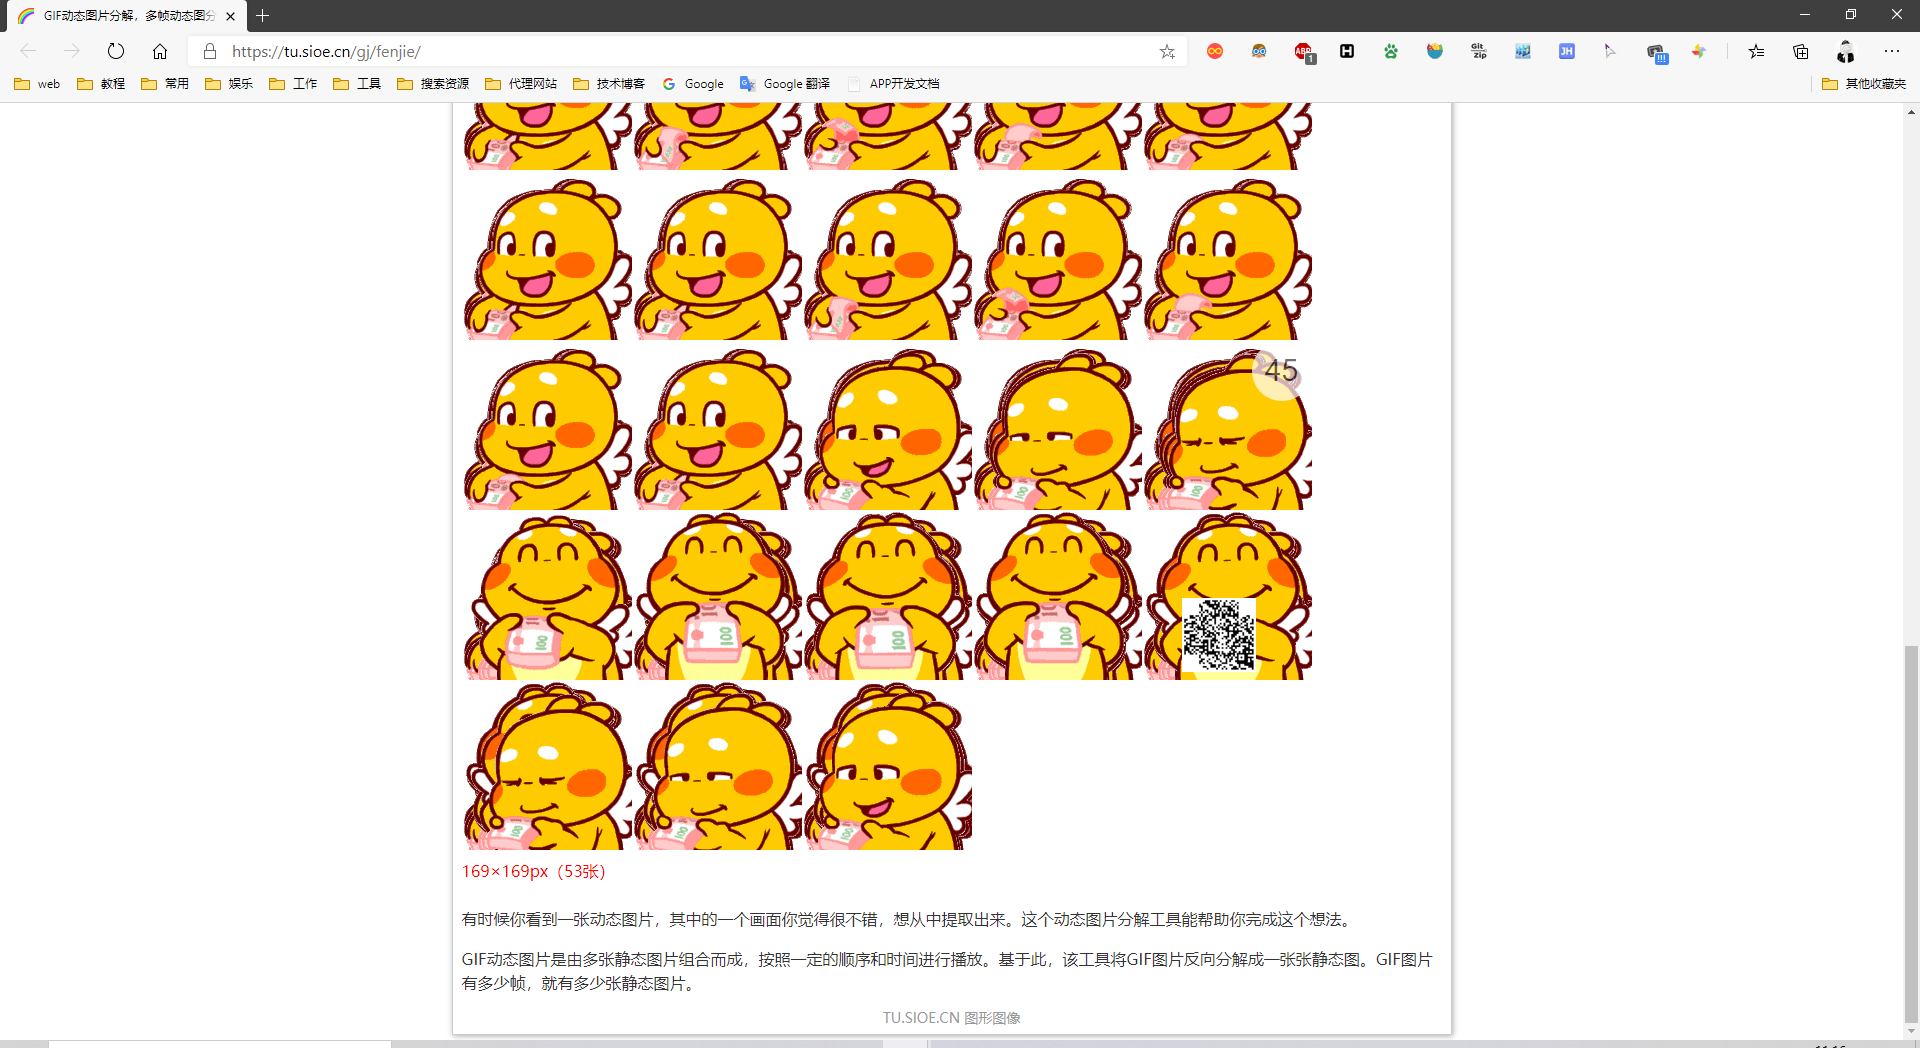 GIF动态图片分解，多帧动态图分
https://tu.sioe.cn/gj/fenjie/
ABP
1
H
Git
Zip
JH
!!!
web
教程
常用
娱乐
工作
工具
搜索资源
代理网站
技术博客
Google
Google 翻译
APP开发文档
其他收藏夹
45
169×169px（53张）
有时候你看到一张动态图片，其中的一个画面你觉得很不错，想从中提取出来。这个动态图片分解工具能帮助你完成这个想法。
GIF动态图片是由多张静态图片组合而成，按照一定的顺序和时间进行播放。基于此，该工具将GIF图片反向分解成一张张静态图。GIF图片
有多少帧，就有多少张静态图片。
TU.SIOE.CN 图形图像